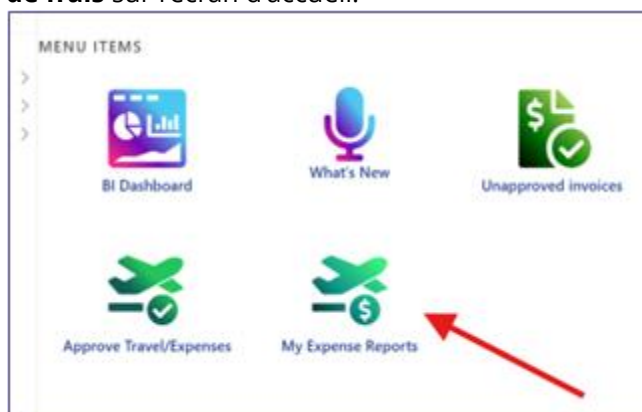 de frais sur l'écran d'accueil.
MENU ITEMS
BI Dashboard
What's New
Unapproved invoices
Approve Travel/Expenses
My Expense Reports